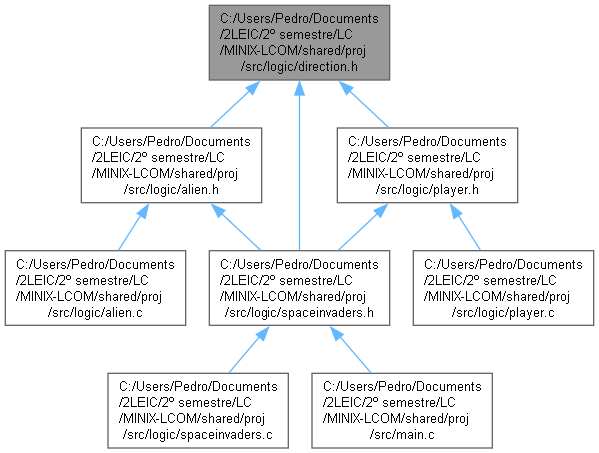 C:/Users/Pedro/Documents
/2LEIC/2º semestre/LC
/MINIX-LCOM/shared/proj
/src/logic/direction.h
C:/Users/Pedro/Documents
/2LEIC/2º semestre/LC
/MINIX-LCOM/shared/proj
/src/logic/alien.h
C:/Users/Pedro/Documents
/2LEIC/2º semestre/LC
/MINIX-LCOM/shared/proj
/src/logic/player.h
C:/Users/Pedro/Documents
/2LEIC/2º semestre/LC
/MINIX-LCOM/shared/proj
/src/logic/alien.c
C:/Users/Pedro/Documents
/2LEIC/2º semestre/LC
/MINIX-LCOM/shared/proj
/src/logic/spaceinvaders.h
C:/Users/Pedro/Documents
/2LEIC/2º semestre/LC
/MINIX-LCOM/shared/proj
/src/logic/player.c
C:/Users/Pedro/Documents
/2LEIC/2º semestre/LC
/MINIX-LCOM/shared/proj
/src/logic/spaceinvaders.c
C:/Users/Pedro/Documents
/2LEIC/2º semestre/LC
/MINIX-LCOM/shared/proj
/src/main.c